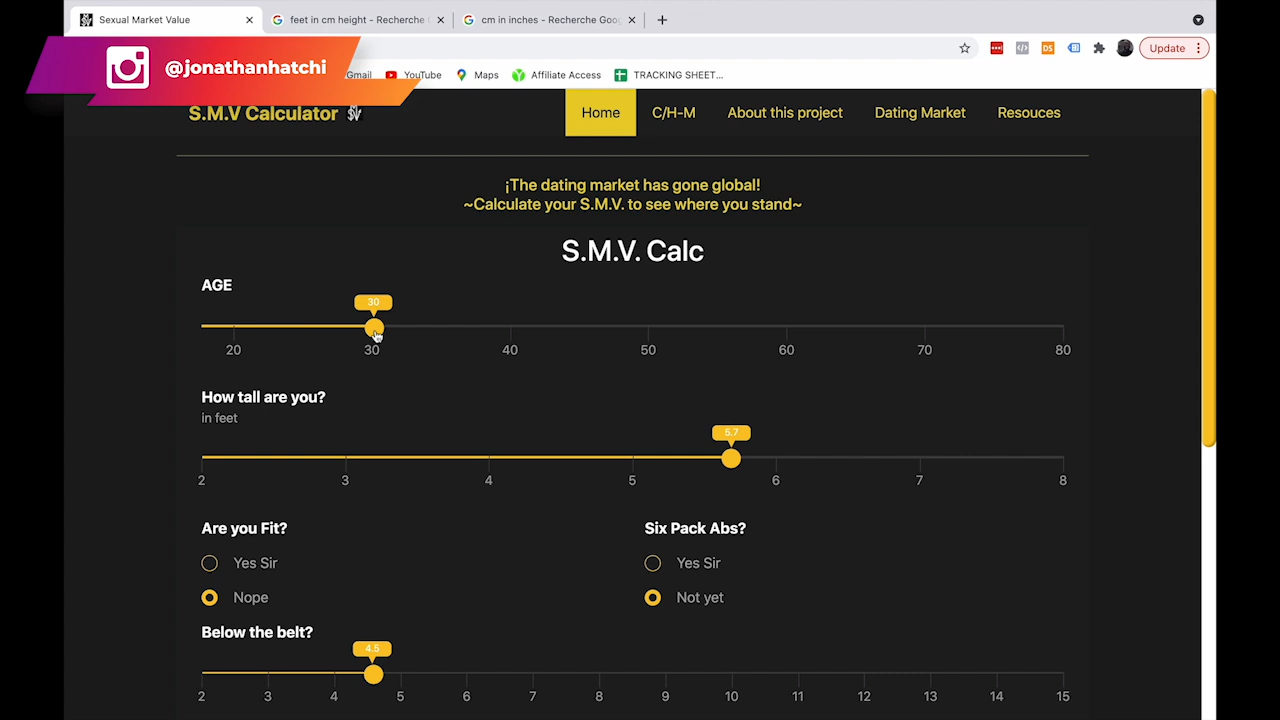 Sexual Market Value
feet in cm height - Recherche
cm in inches - Recherche Goo
@jonathanhatchi
Update
Gmail
YouTube
Maps
Affiliate Access
TRACKING SHEET...
S.M.V Calculator
Home
C/H-M
About this project
Dating Market
Resouces
¡The dating market has gone global!
~Calculate your S.M.V. to see where you stand~
S.M.V. Calc
AGE
30
20 30 40 50 60 70 80
How tall are you?
in feet
5.7
2 3 4 5 6 7 8
Are you Fit?
Six Pack Abs?
Yes Sir
Yes Sir
Nope
Not yet
Below the belt?
4.5
2 3 4 5 6 7 8 9 10 11 12 13 14 15